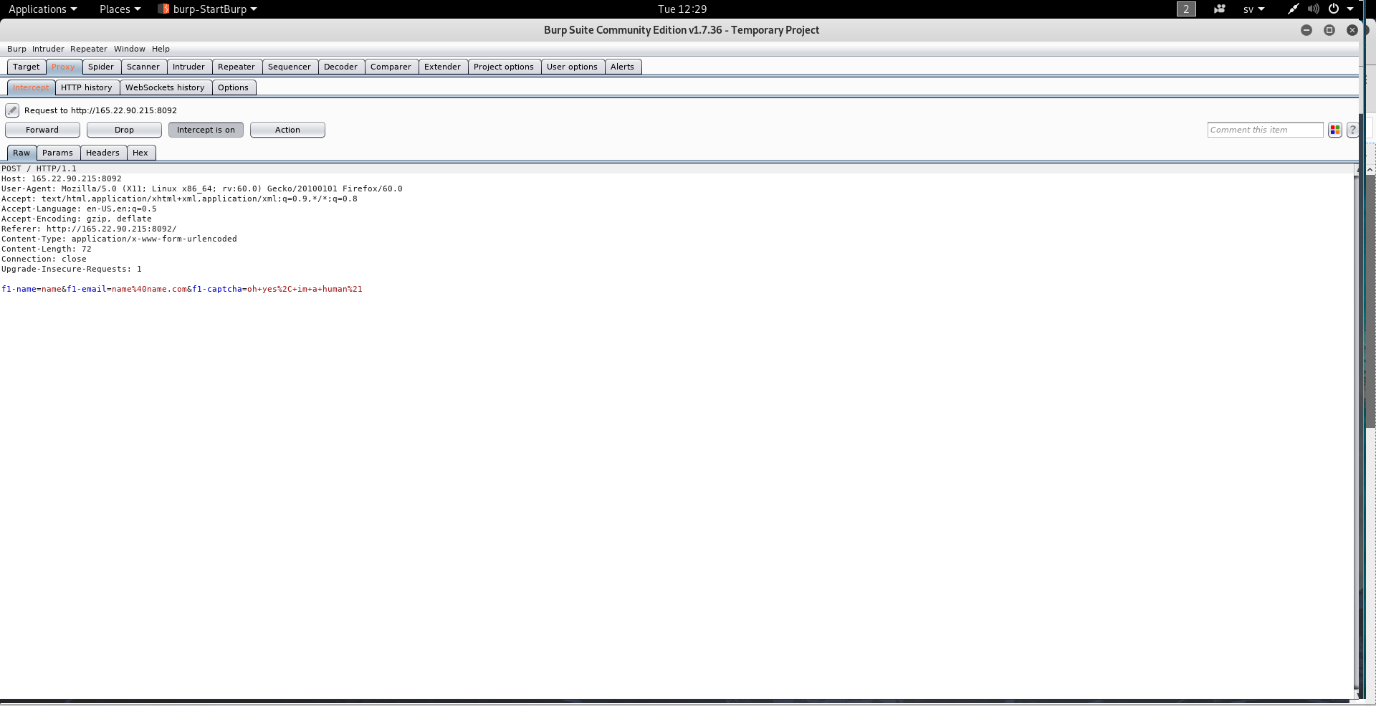 Applications Places burp-StartBurp Tue 12:29 2 sv
Burp Suite Community Edition v1.7.36 - Temporary Project
Burp Intruder Repeater Window Help
Target Proxy Spider Scanner Intruder Repeater Sequencer Decoder Comparer Extender Project options User options Alerts
Intercept HTTP history WebSockets history Options
Request to http://165.22.90.215:8092
Forward Drop Intercept is on Action Comment this item ?
Raw Params Headers Hex
POST / HTTP/1.1
Host: 165.22.90.215:8092
User-Agent: Mozilla/5.0 (X11; Linux x86_64; rv:60.0) Gecko/20100101 Firefox/60.0
Accept: text/html,application/xhtml+xml,application/xml;q=0.9,*/*;q=0.8
Accept-Language: en-US,en;q=0.5
Accept-Encoding: gzip, deflate
Referer: http://165.22.90.215:8092/
Content-Type: application/x-www-form-urlencoded
Content-Length: 72
Connection: close
Upgrade-Insecure-Requests: 1
f1-name=name&f1-email=name%40name.com&f1-captcha=oh+yes%2C+im+a+human%21